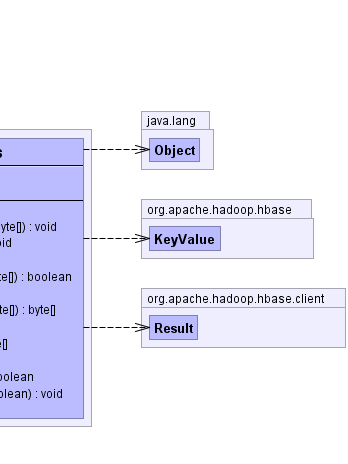 s
java.lang
Object
yte[]) : void
oid
org.apache.hadoop.hbase
KeyValue
te[]) : boolean
te[]) : byte[]
org.apache.hadoop.hbase.client
Result
e[]
oolean
olean) : void